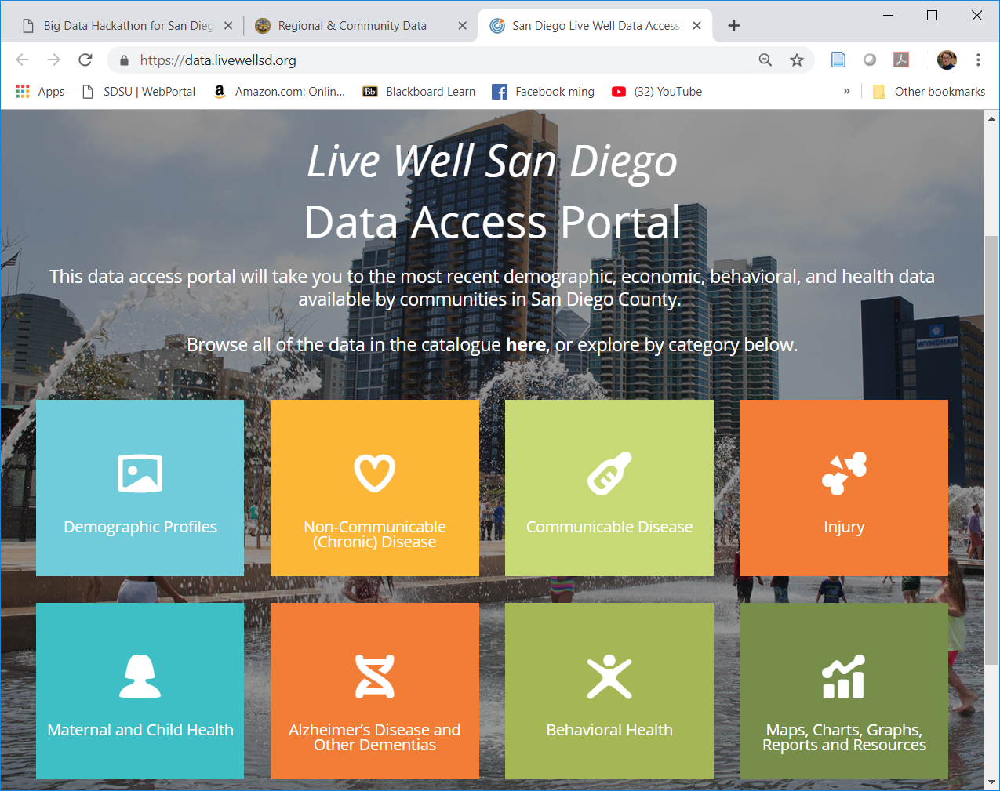 Big Data Hackathon for San Dieg
Regional & Community Data
San Diego Live Well Data Access
https://data.livewellsd.org
Apps
SDSU | WebPortal
Amazon.com: Onlin...
Bb
Blackboard Learn
Facebook ming
(32) YouTube
»
Other bookmarks
Live Well San Diego
Data Access Portal
This data access portal will take you to the most recent demographic, economic, behavioral, and health data
available by communities in San Diego County.
Browse all of the data in the catalogue here, or explore by category below.
WYNDHAM
Demographic Profiles
Non-Communicable
(Chronic) Disease
Communicable Disease
Injury
Maternal and Child Health
Alzheimer’s Disease and
Other Dementias
Behavioral Health
Maps, Charts, Graphs,
Reports and Resources